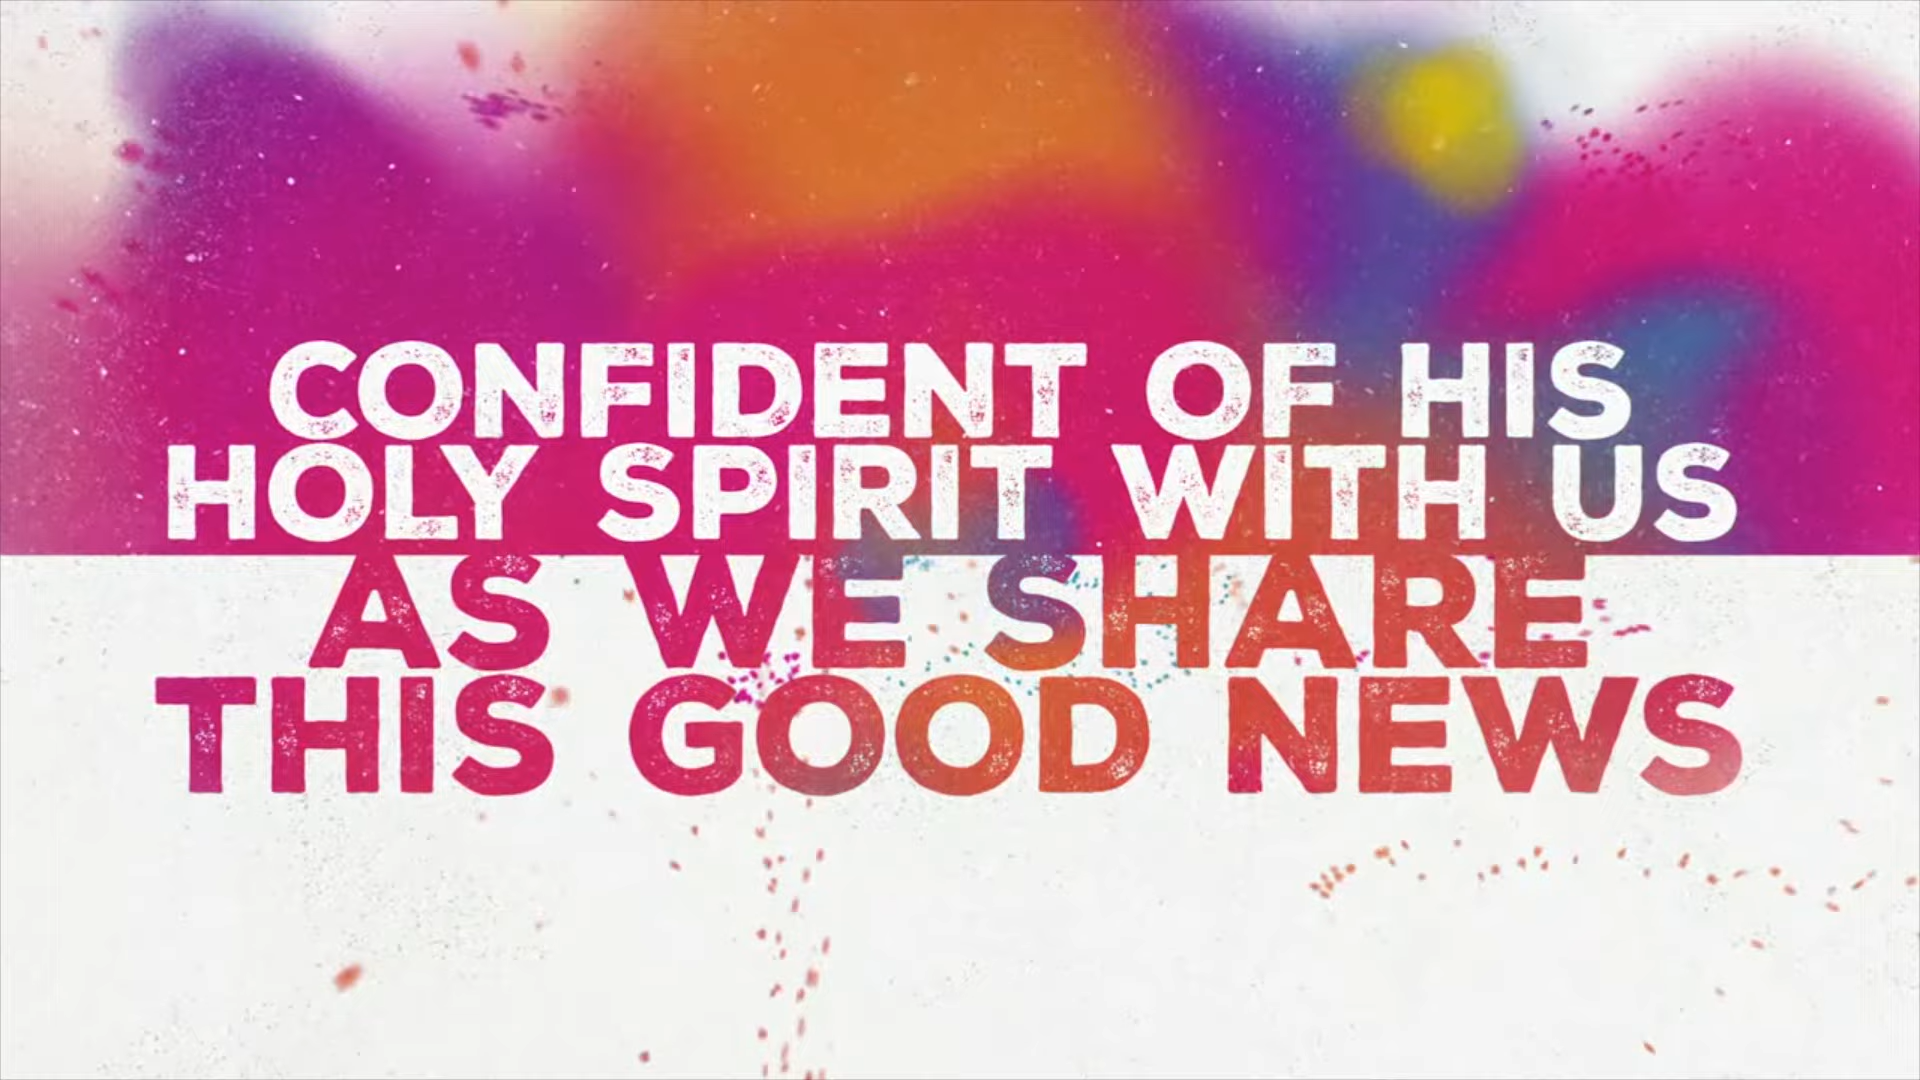 CONFIDENT OF HIS
HOLY SPIRIT WITH US
AS WE SHARE
THIS GOOD NEWS